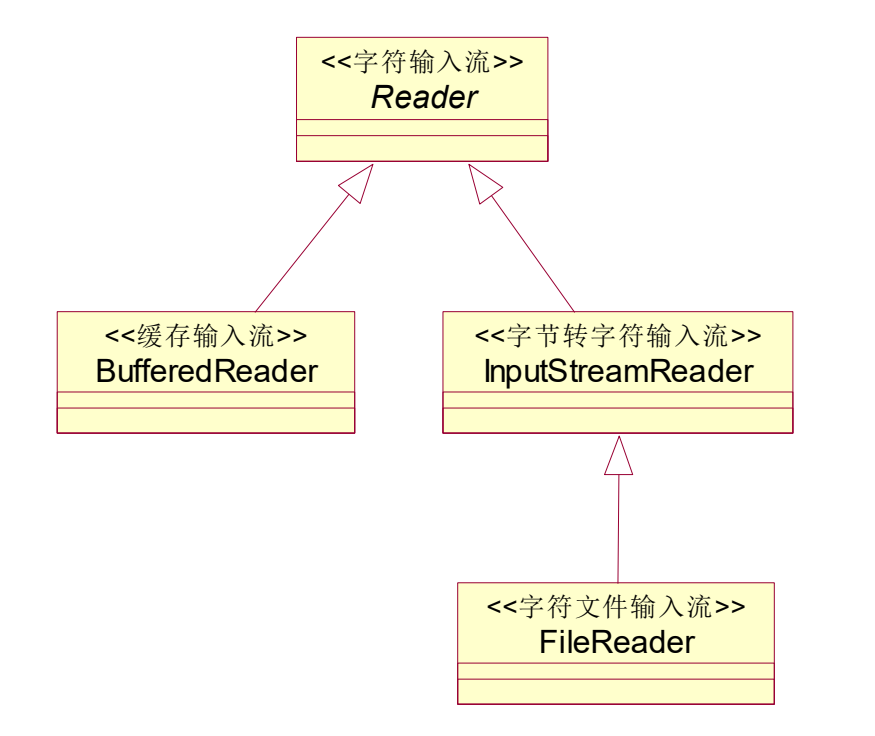 <<字符输入流>>
Reader
<<缓存输入流>>
BufferedReader
<<字节转字符输入流>>
InputStreamReader
<<字符文件输入流>>
FileReader